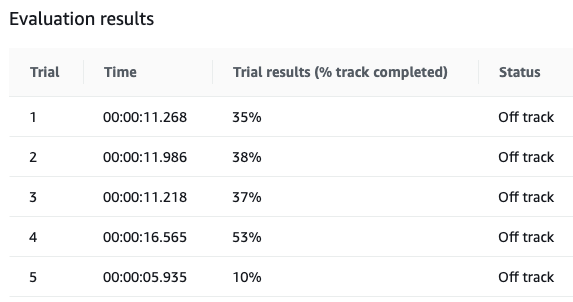 Evaluation results
Trial Time Trial results (% track completed) Status
1 00:00:11.268 35% Off track
2 00:00:11.986 38% Off track
3 00:00:11.218 37% Off track
4 00:00:16.565 53% Off track
5 00:00:05.935 10% Off track